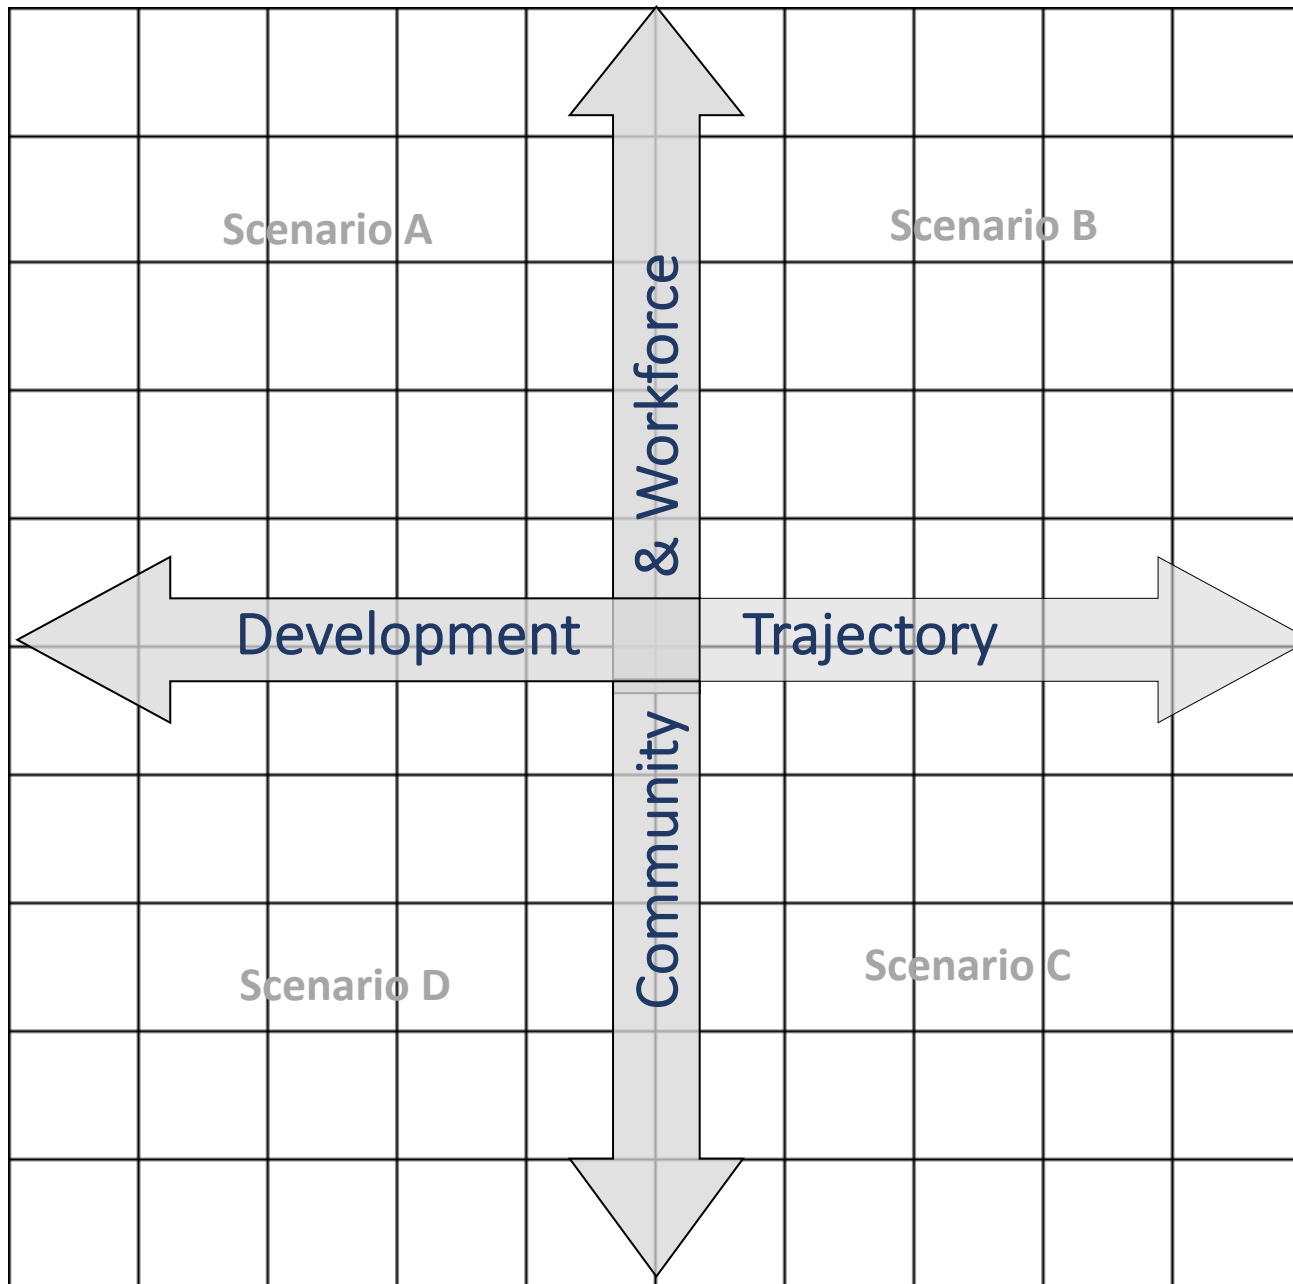 Scenario A
Scenario B
Community & Workforce
Development Trajectory
Scenario D
Scenario C